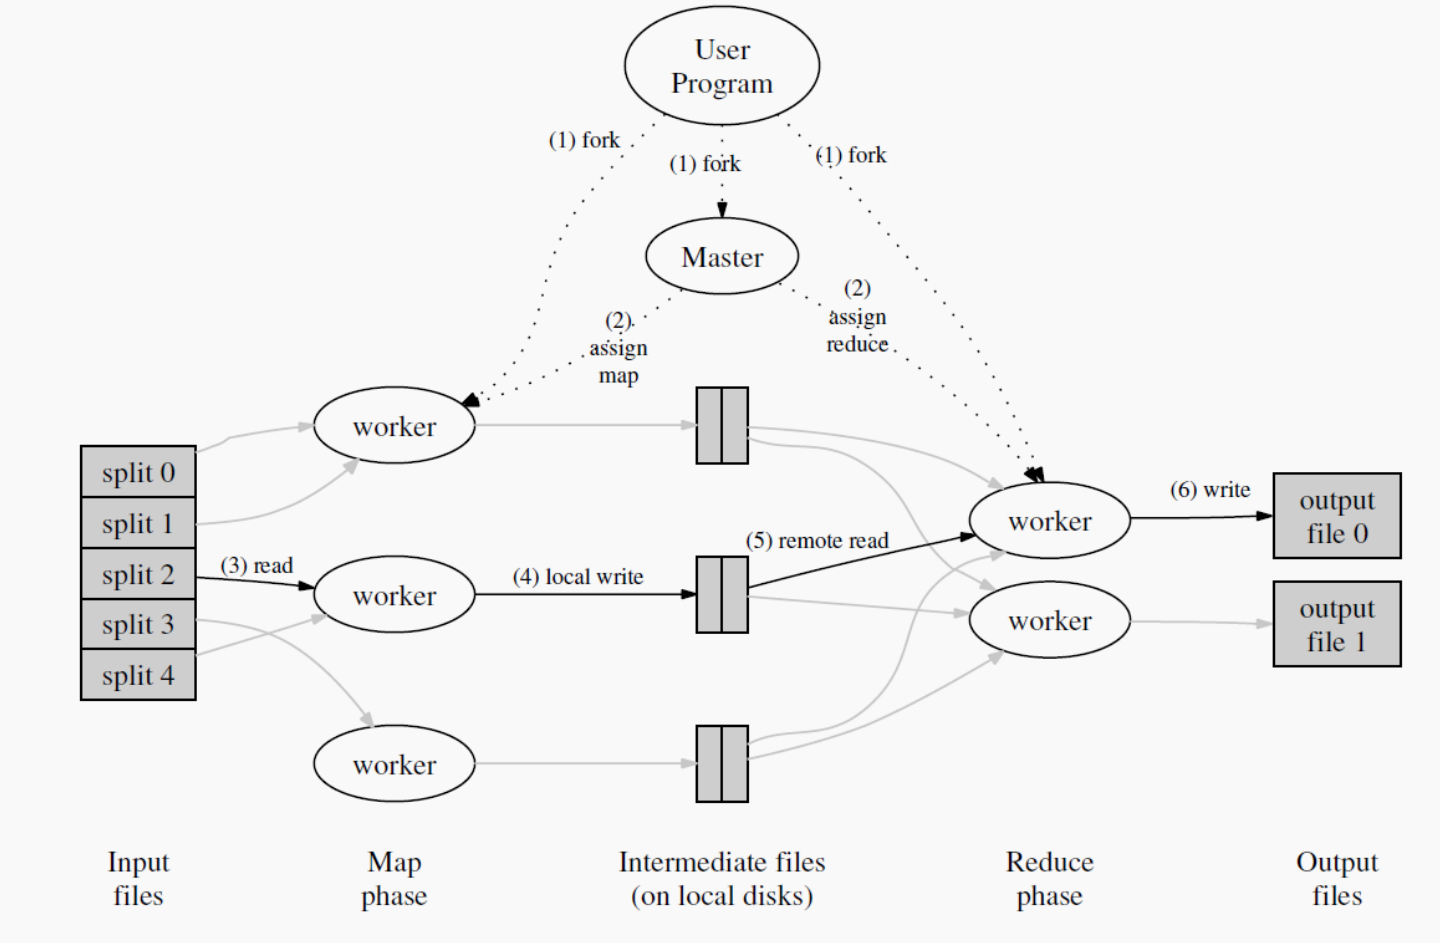 User
Program
(1) fork
(1) fork
(1) fork
Master
(2)
assign
map
(2)
assign
reduce
worker
split 0
split 1
split 2
split 3
split 4
(3) read
worker
(4) local write
worker
(5) remote read
worker
worker
(6) write
output
file 0
output
file 1
Input
files
Map
phase
Intermediate files
(on local disks)
Reduce
phase
Output
files